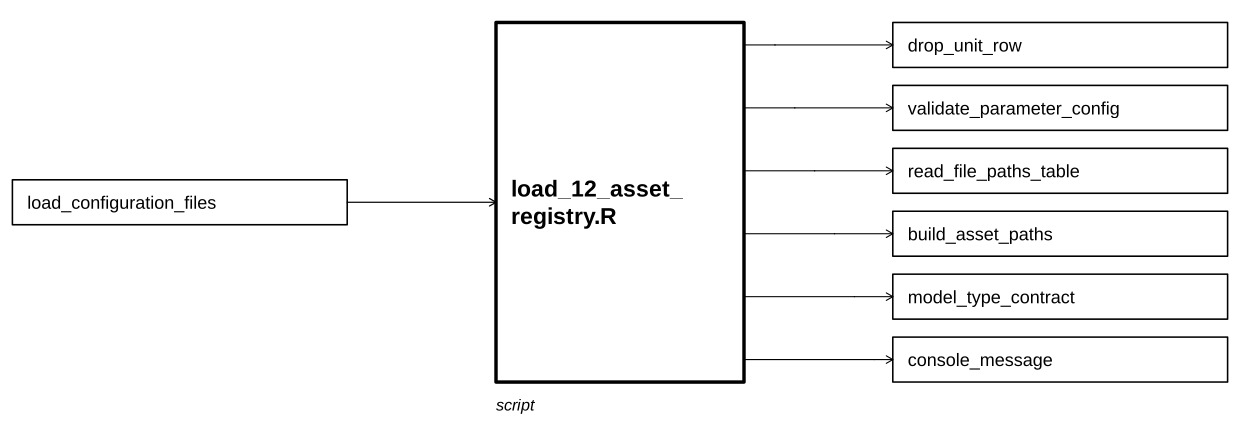 drop_unit_row
validate_parameter_config
read_file_paths_table
load_configuration_files
load_12_asset_
registry.R
build_asset_paths
model_type_contract
console_message
script